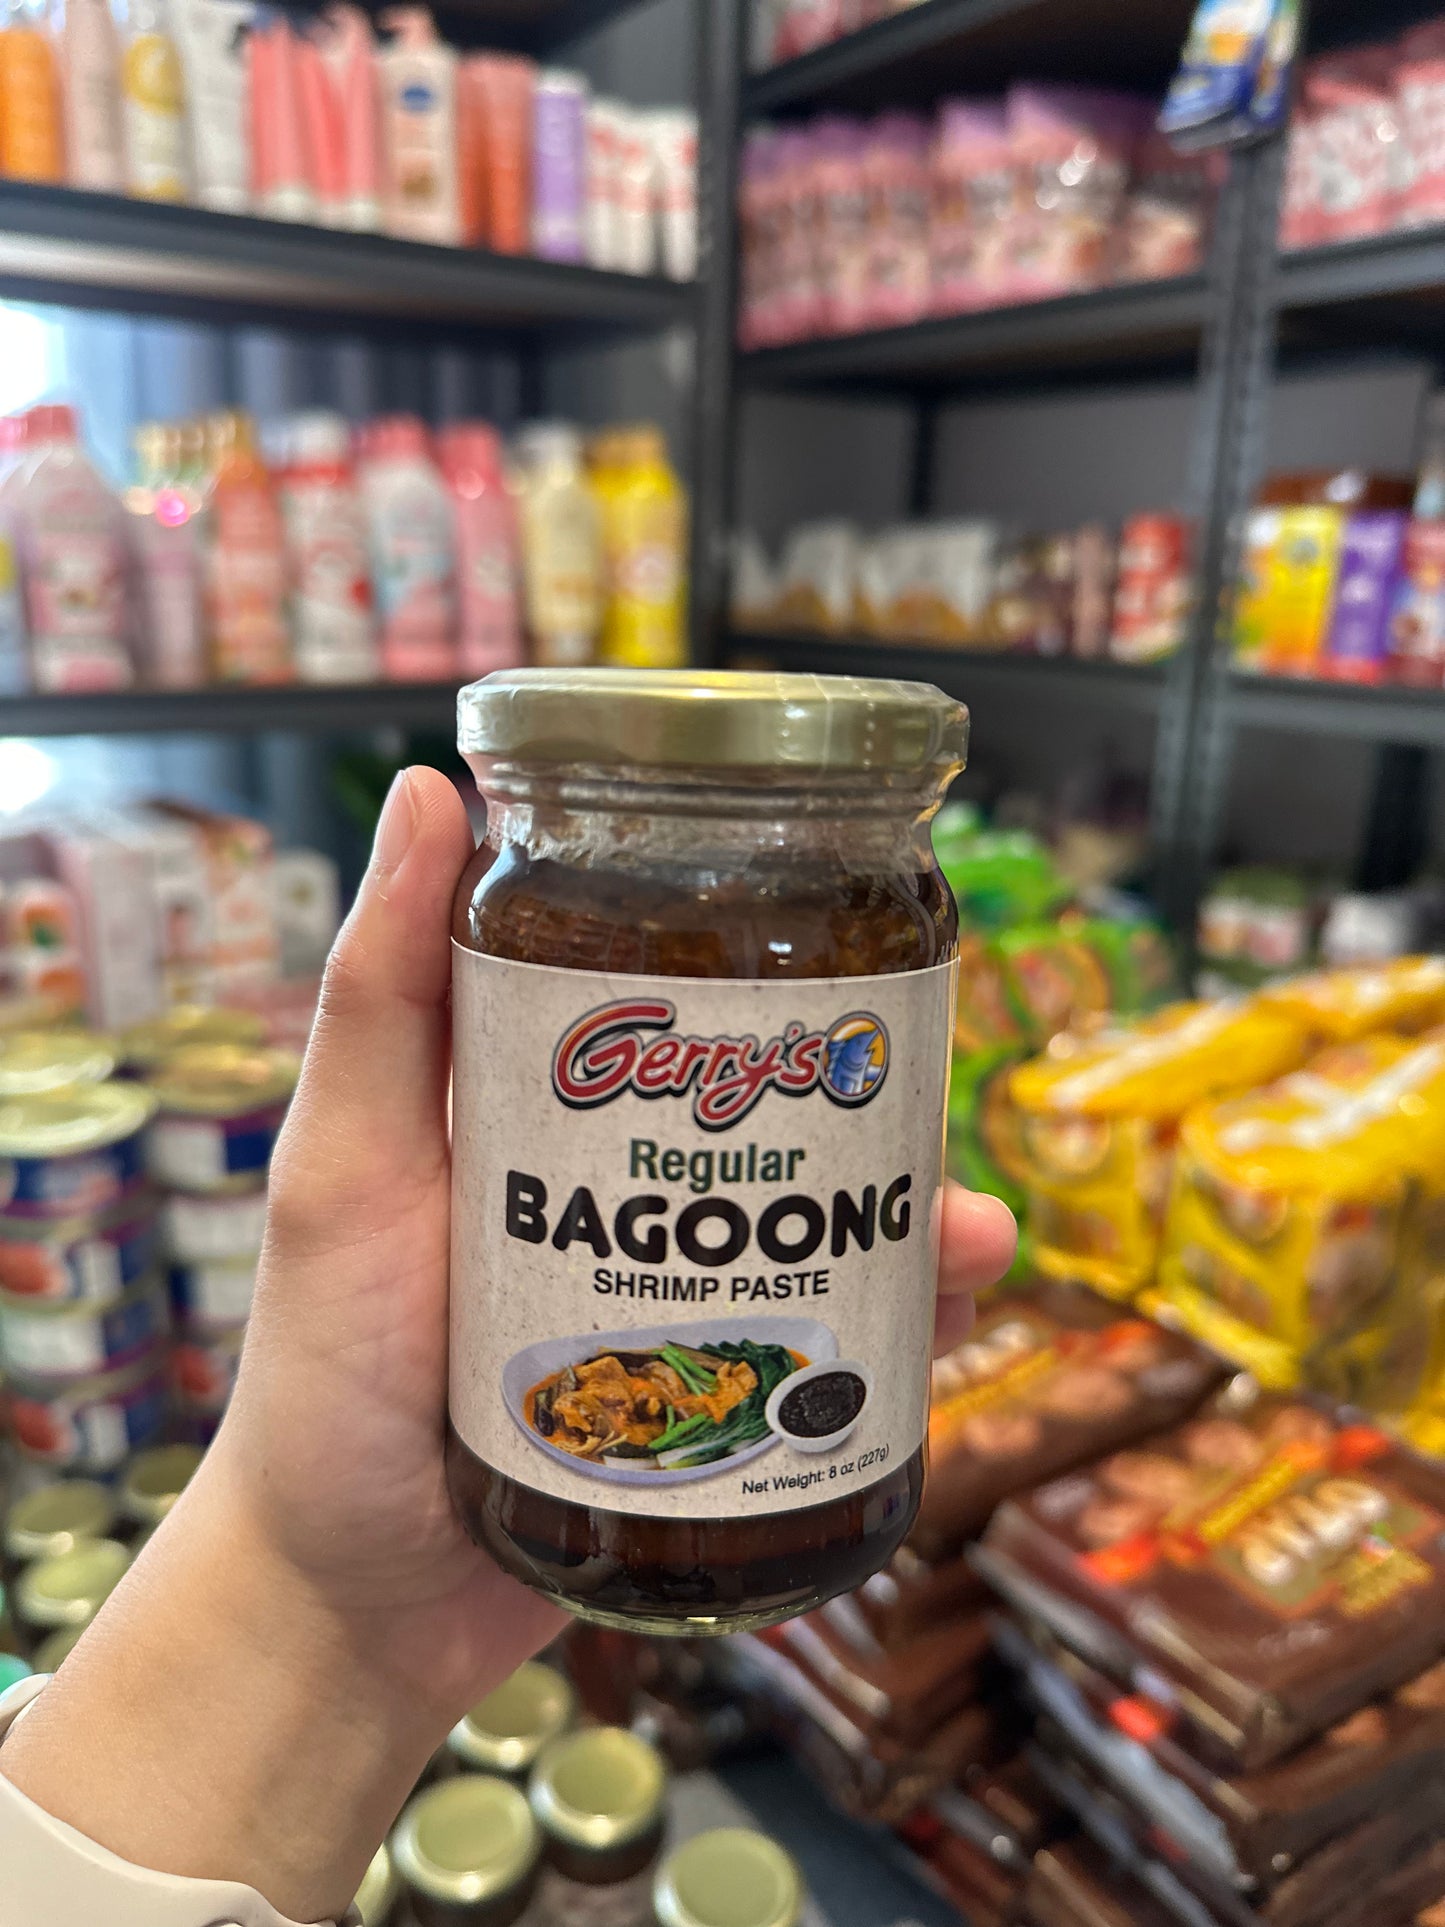 Gerry's
Regular
BAGOONG
SHRIMP PASTE
Net Weight: 8 oz (227g)